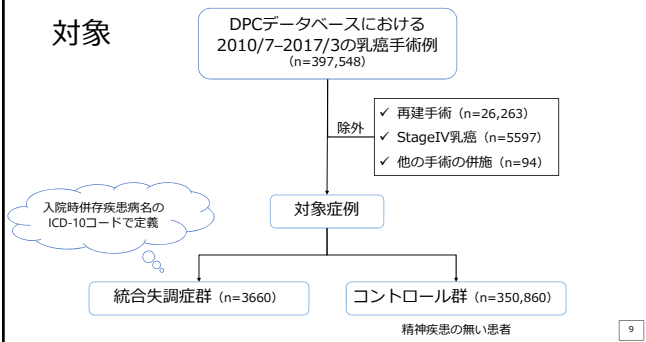 対象
DPCデータベースにおける
2010/7–2017/3の乳癌手術例
(n=397,548)
除外
✓ 再建手術（n=26,263）
✓ StageIV乳癌（n=5597）
✓ 他の手術の併施（n=94）
入院時併存疾患病名の
ICD-10コードで定義
対象症例
統合失調症群（n=3660）
コントロール群（n=350,860）
精神疾患の無い患者
9